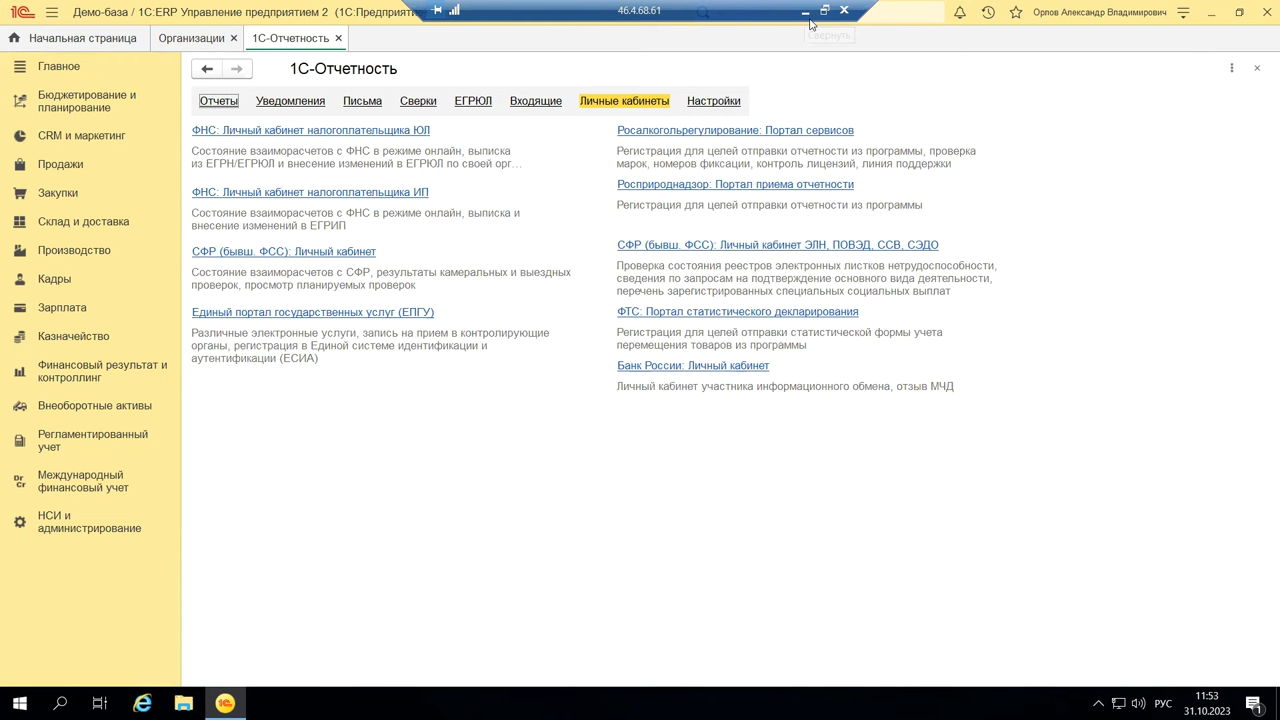 Демо-база / 1С:ERP Управление предприятием 2 (1С:Предприяти
46.4.68.61
Орлов Александр Владимирович
Свернуть
Начальная страница
Организации
1С-Отчетность
Главное
Бюджетирование и
планирование
CRM и маркетинг
Продажи
Закупки
Склад и доставка
Производство
Кадры
Зарплата
Казначейство
Финансовый результат и
контроллинг
Внеоборотные активы
Регламентированный
учет
Международный
финансовый учет
НСИ и
администрирование
1С-Отчетность
Отчеты Уведомления Письма Сверки ЕГРЮЛ Входящие Личные кабинеты Настройки
ФНС: Личный кабинет налогоплательщика ЮЛ
Состояние взаиморасчетов с ФНС в режиме онлайн, выписка
из ЕГРН/ЕГРЮЛ и внесение изменений в ЕГРЮЛ по своей орг...
ФНС: Личный кабинет налогоплательщика ИП
Состояние взаиморасчетов с ФНС в режиме онлайн, выписка и
внесение изменений в ЕГРИП
СФР (бывш. ФСС): Личный кабинет
Состояние взаиморасчетов с СФР, результаты камеральных и выездных
проверок, просмотр планируемых проверок
Единый портал государственных услуг (ЕПГУ)
Различные электронные услуги, запись на прием в контролирующие
органы, регистрация в Единой системе идентификации и
аутентификации (ЕСИА)
Росалкогольрегулирование: Портал сервисов
Регистрация для целей отправки отчетности из программы, проверка
марок, номеров фиксации, контроль лицензий, линия поддержки
Росприроднадзор: Портал приема отчетности
Регистрация для целей отправки отчетности из программы
СФР (бывш. ФСС): Личный кабинет ЭЛН, ПОВЭД, ССВ, СЭДО
Проверка состояния реестров электронных листков нетрудоспособности,
сведения по запросам на подтверждение основного вида деятельности,
перечень зарегистрированных специальных социальных выплат
ФТС: Портал статистического декларирования
Регистрация для целей отправки статистической формы учета
перемещения товаров из программы
Банк России: Личный кабинет
Личный кабинет участника информационного обмена, отзыв МЧД
РУС
11:53
31.10.2023
1